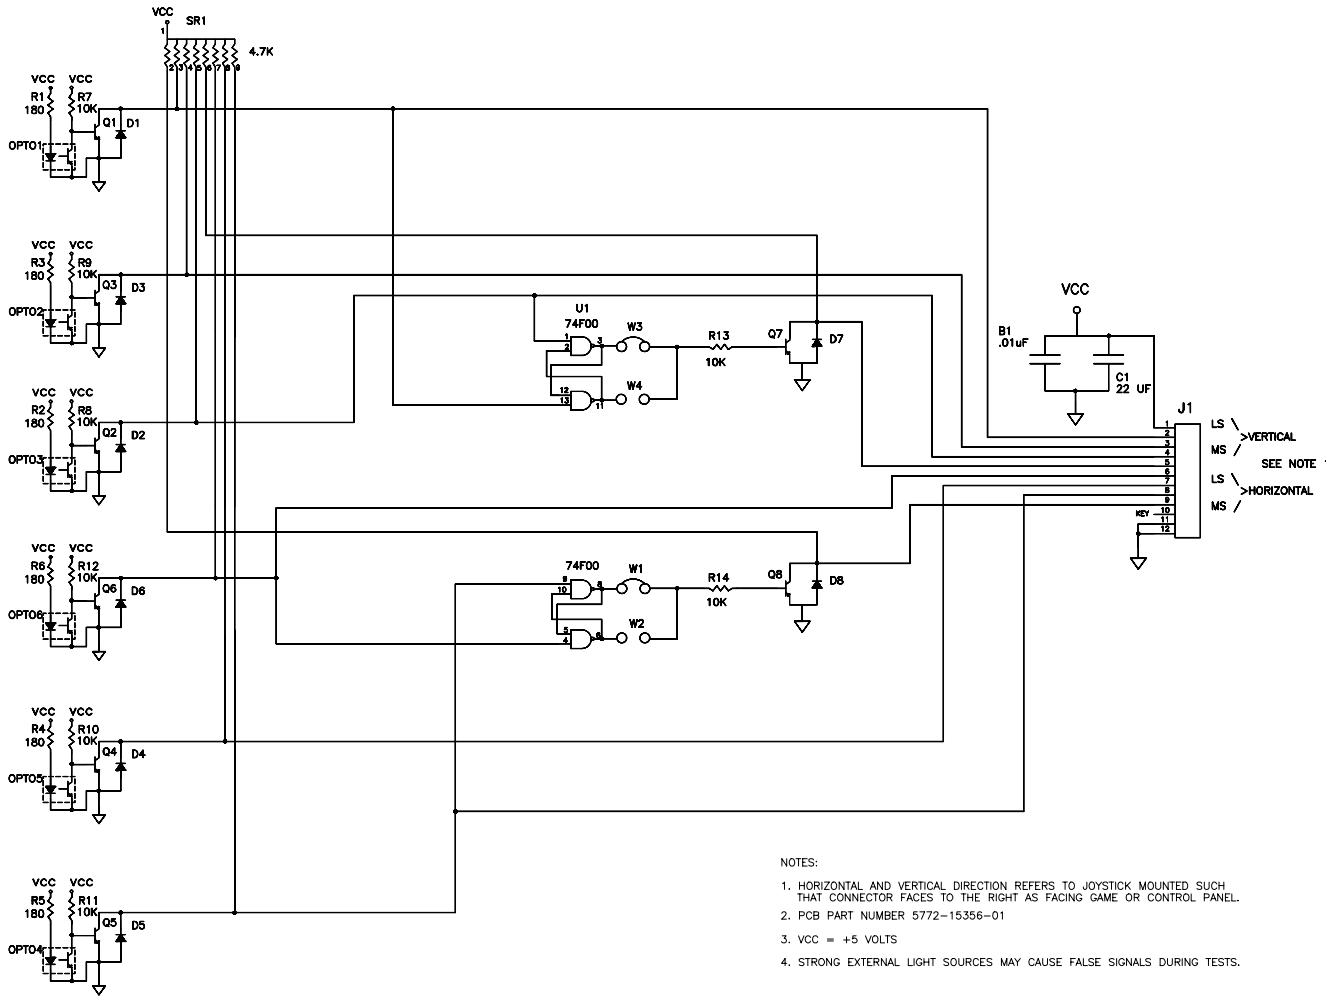 VCC
1
SR1
4.7K
2 3 4 5 6 7 8 9
VCC VCC
R1 R7
180 10K
Q1 D1
OPTO1
VCC VCC
R3 R9
180 10K
Q3 D3
OPTO2
VCC VCC
R2 R8
180 10K
Q2 D2
OPTO3
VCC VCC
R6 R12
180 10K
Q6 D6
OPTO6
VCC VCC
R4 R10
180 10K
Q4 D4
OPTO5
VCC VCC
R5 R11
180 10K
Q5 D5
OPTO4
U1
74F00
1
2
3
W3
12
13
11
W4
R13
10K
Q7
D7
74F00
9
10
8
W1
5
4
6
W2
R14
10K
Q8
D8
VCC
B1
.01uF
C1
22 UF
J1
1
2
3
4
5
6
7
8
9
KEY 10
11
12
LS \
>VERTICAL
MS /
SEE NOTE
LS \
>HORIZONTAL
MS /
NOTES:
1. HORIZONTAL AND VERTICAL DIRECTION REFERS TO JOYSTICK MOUNTED SUCH
THAT CONNECTOR FACES TO THE RIGHT AS FACING GAME OR CONTROL PANEL.
2. PCB PART NUMBER 5772-15356-01
3. VCC = +5 VOLTS
4. STRONG EXTERNAL LIGHT SOURCES MAY CAUSE FALSE SIGNALS DURING TESTS.